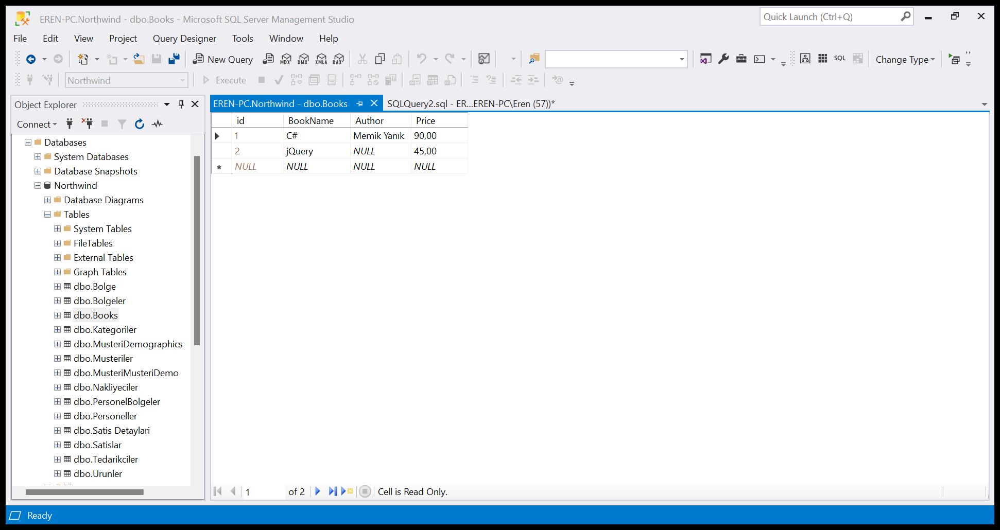 EREN-PC.Northwind - dbo.Books - Microsoft SQL Server Management Studio
Quick Launch (Ctrl+Q)
File Edit View Project Query Designer Tools Window Help
New Query MDX DMX XMLA DAX SQL Change Type
Northwind Execute
Object Explorer
Connect
Databases
System Databases
Database Snapshots
Northwind
Database Diagrams
Tables
System Tables
FileTables
External Tables
Graph Tables
dbo.Bolge
dbo.Bolgeler
dbo.Books
dbo.Kategoriler
dbo.MusteriDemographics
dbo.Musteriler
dbo.MusteriMusteriDemo
dbo.Nakliyeciler
dbo.PersonelBolgeler
dbo.Personeller
dbo.Satis Detaylari
dbo.Satislar
dbo.Tedarikciler
dbo.Urunler
EREN-PC.Northwind - dbo.Books SQLQuery2.sql - ER...EREN-PC\Eren (57))*
id BookName Author Price
1 C# Memik Yanık 90,00
2 jQuery NULL 45,00
* NULL NULL NULL NULL
1 of 2 Cell is Read Only.
Ready